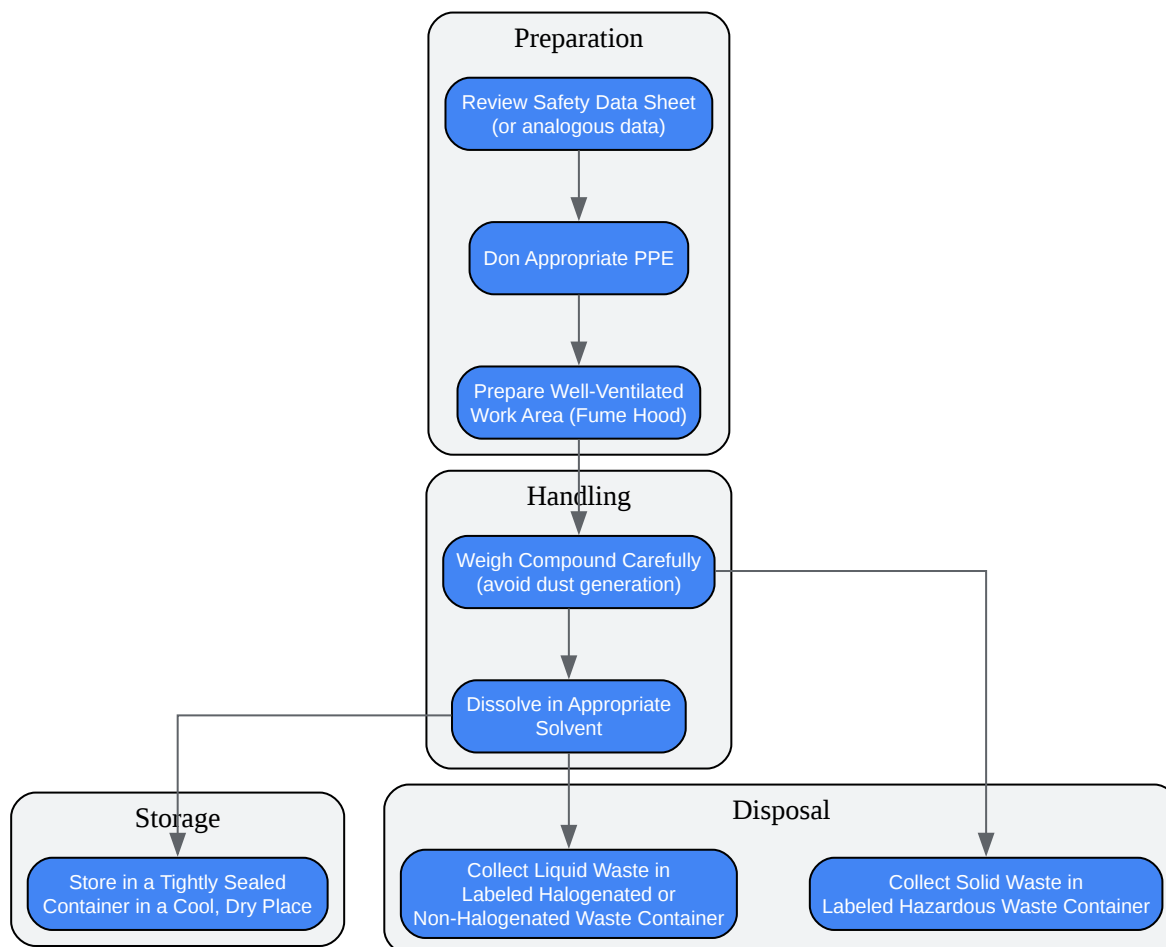 Preparation
Review Safety Data Sheet
(or analogous data)
Don Appropriate PPE
Prepare Well-Ventilated
Work Area (Fume Hood)
Handling
Weigh Compound Carefully
(avoid dust generation)
Dissolve in Appropriate
Solvent
Storage
Store in a Tightly Sealed
Container in a Cool, Dry Place
Disposal
Collect Liquid Waste in
Labeled Halogenated or
Non-Halogenated Waste Container
Collect Solid Waste in
Labeled Hazardous Waste Container